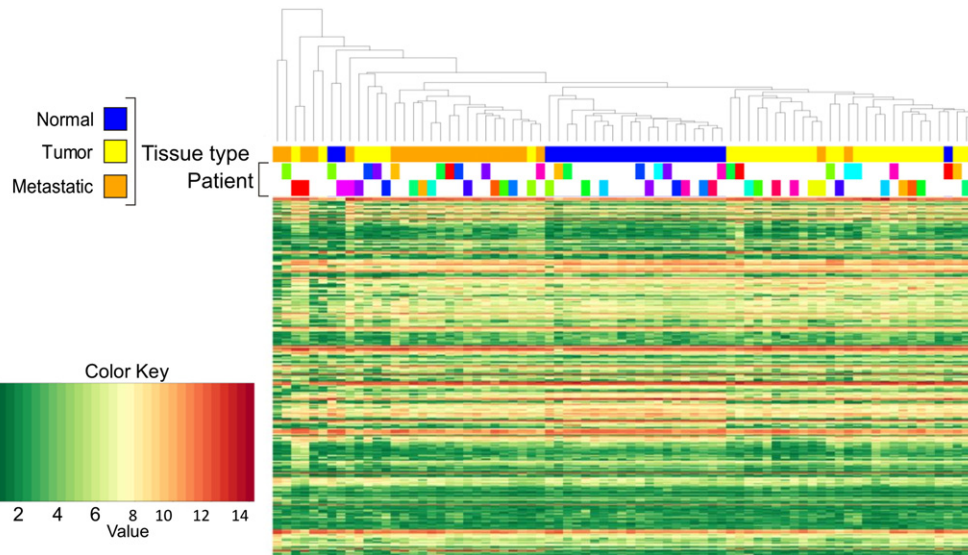 Normal
Tumor
Metastatic
Tissue type
Patient
Color Key
2 4 6 8 10 12 14
Value